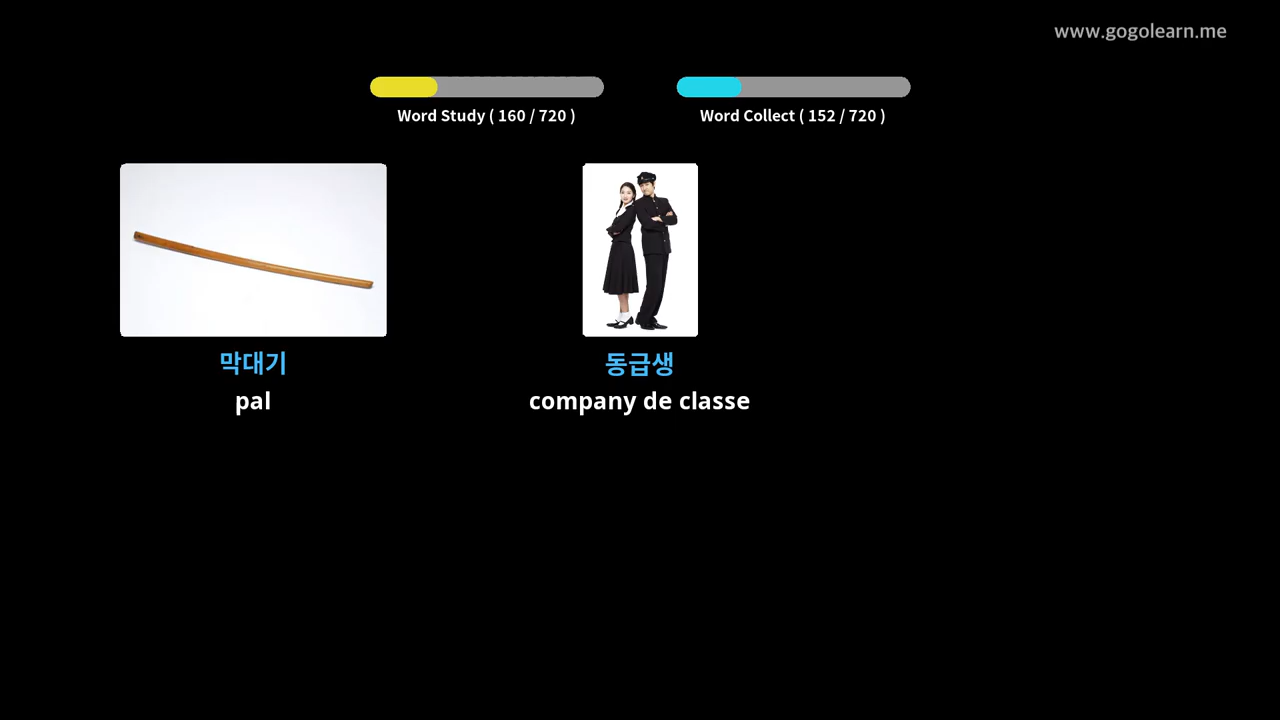 www.gogolearn.me
Word Study ( 160 / 720 )
Word Collect ( 152 / 720 )
막대기
pal
동급생
company de classe